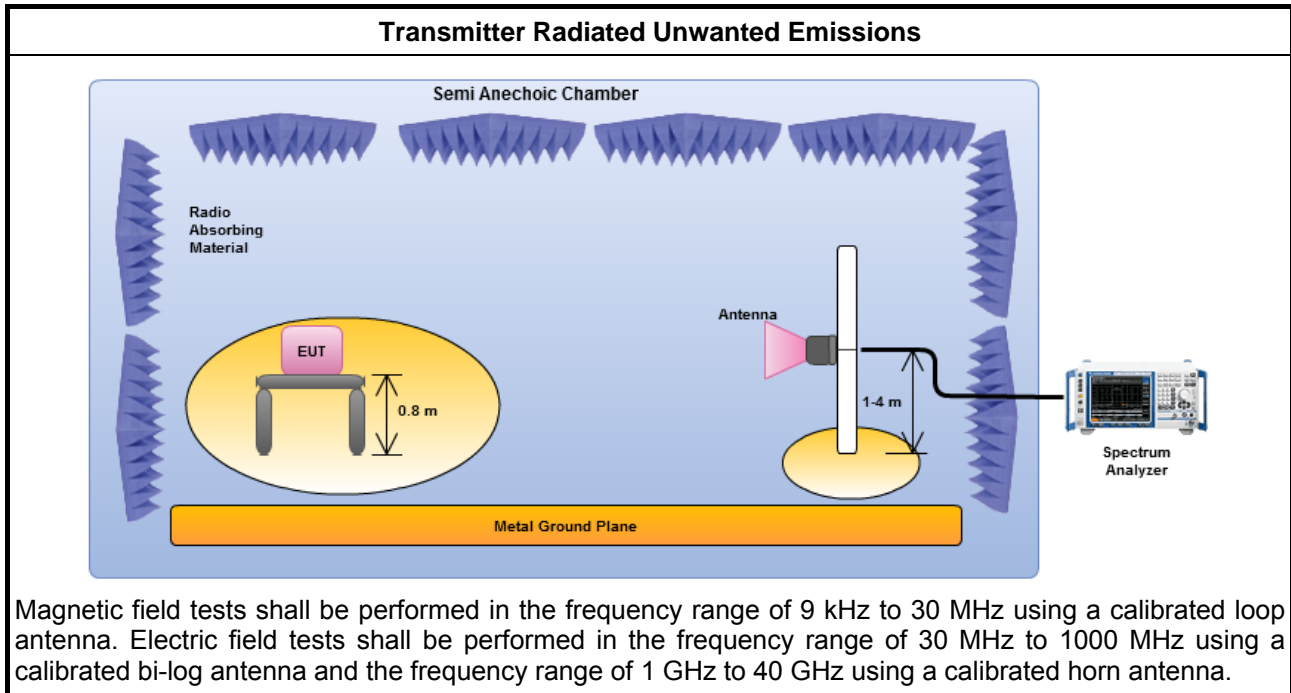 Transmitter Radiated Unwanted Emissions
Semi Anechoic Chamber
Radio
Absorbing
Material
Antenna
EUT
0.8 m
1-4 m
Spectrum
Analyzer
Metal Ground Plane
Magnetic field tests shall be performed in the frequency range of 9 kHz to 30 MHz using a calibrated loop
antenna. Electric field tests shall be performed in the frequency range of 30 MHz to 1000 MHz using a
calibrated bi-log antenna and the frequency range of 1 GHz to 40 GHz using a calibrated horn antenna.